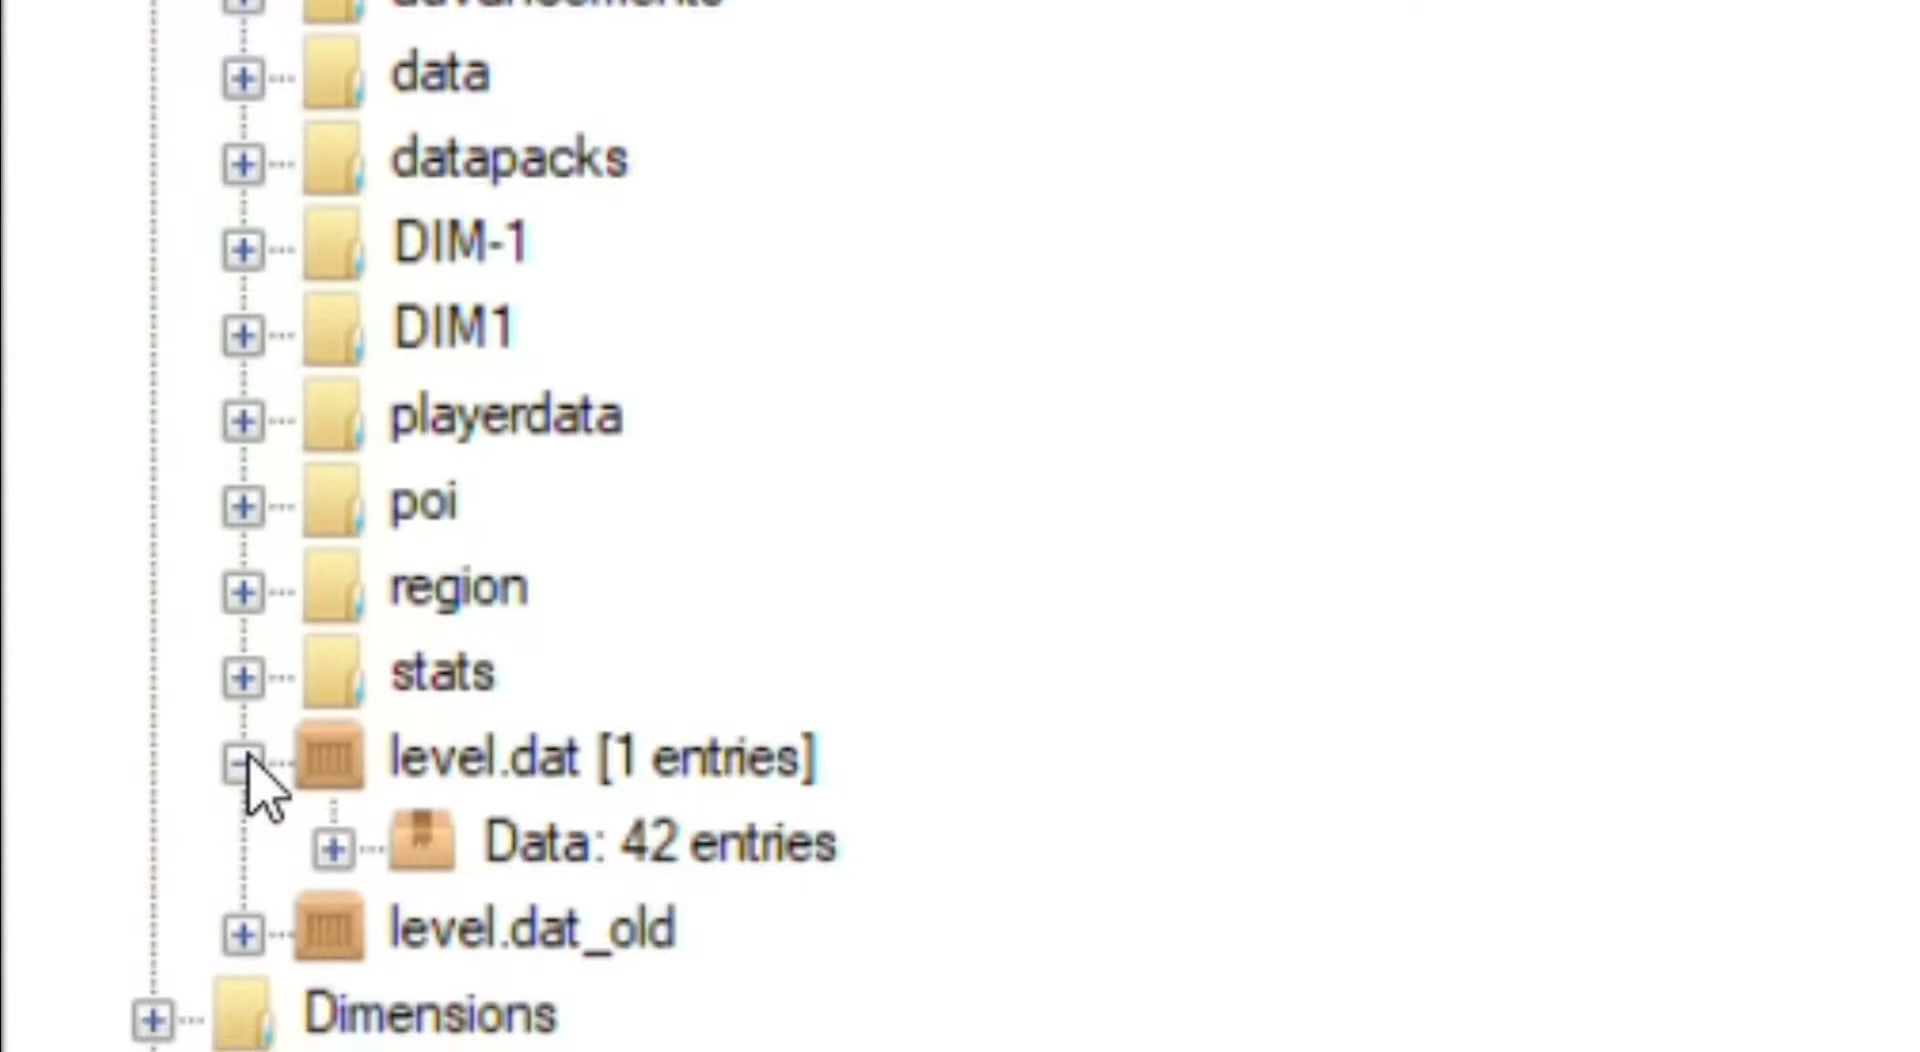 advancements
data
datapacks
DIM-1
DIM1
playerdata
poi
region
stats
level.dat [1 entries]
Data: 42 entries
level.dat_old
Dimensions